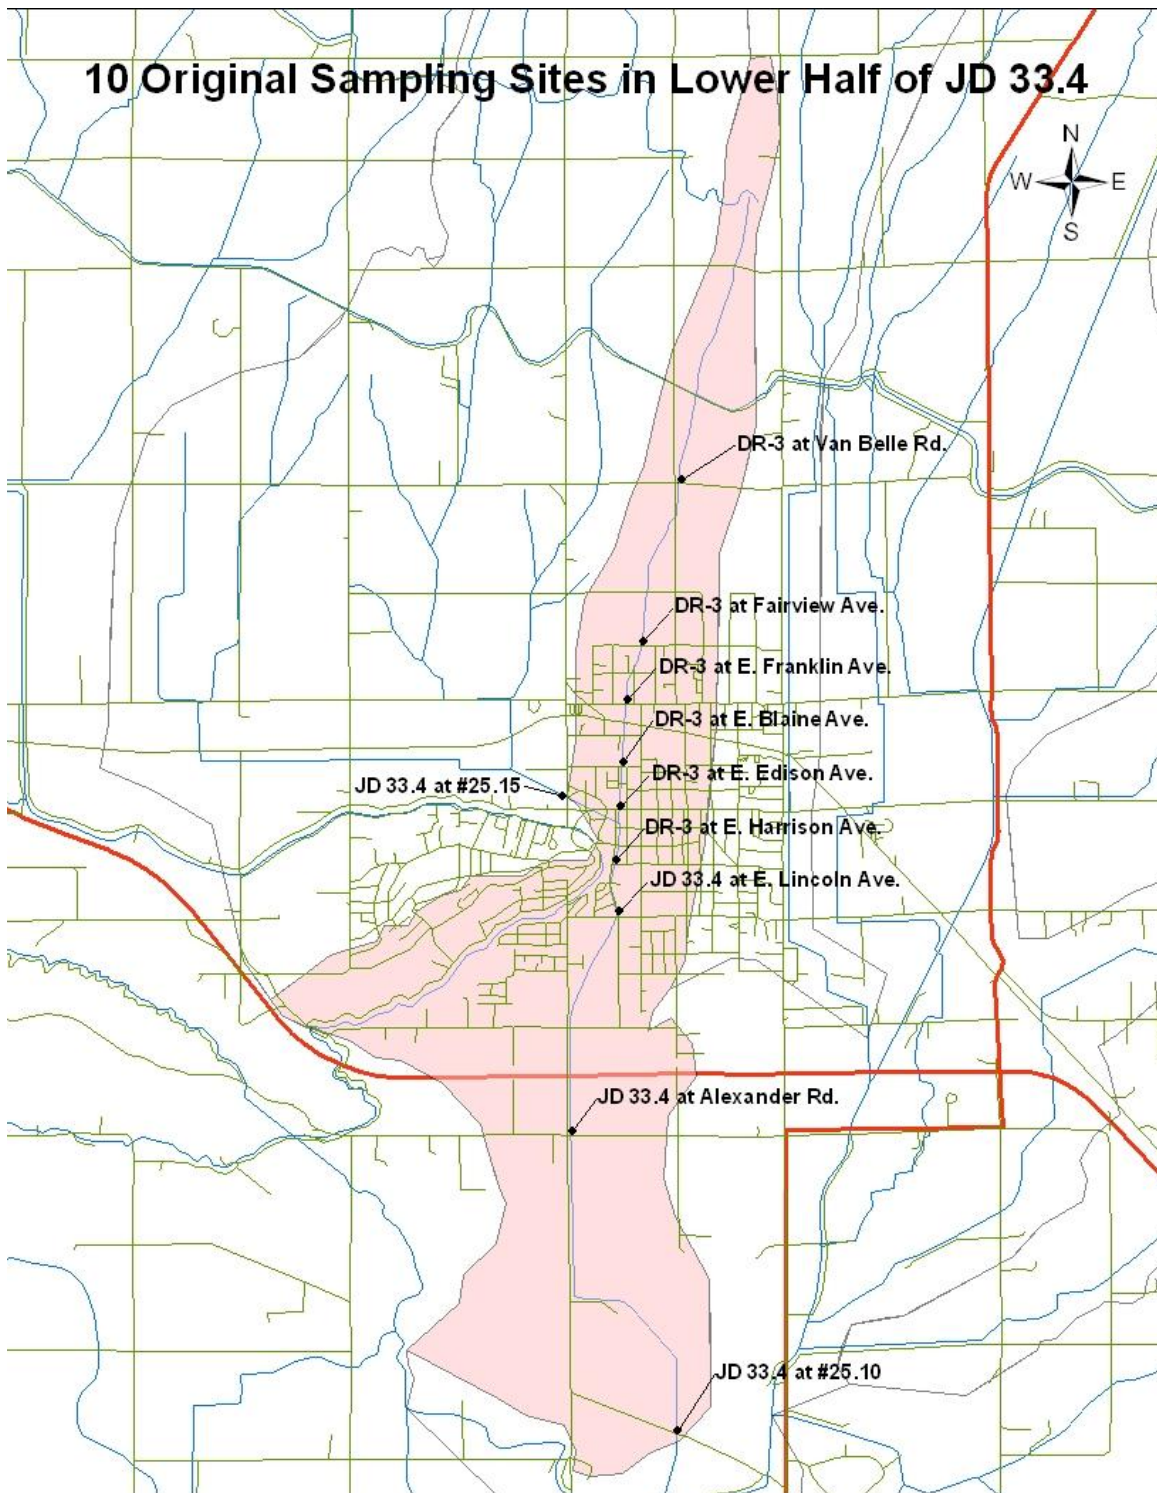 10 Original Sampling Sites in Lower Half of JD 33.4
N
W E
S
DR-3 at Van Belle Rd.
DR-3 at Fairview Ave.
DR-3 at E. Franklin Ave.
DR-3 at E. Blaine Ave.
DR-3 at E. Edison Ave.
JD 33.4 at #25.15
DR-3 at E. Harrison Ave.
JD 33.4 at E. Lincoln Ave.
JD 33.4 at Alexander Rd.
JD 33.4 at #25.10